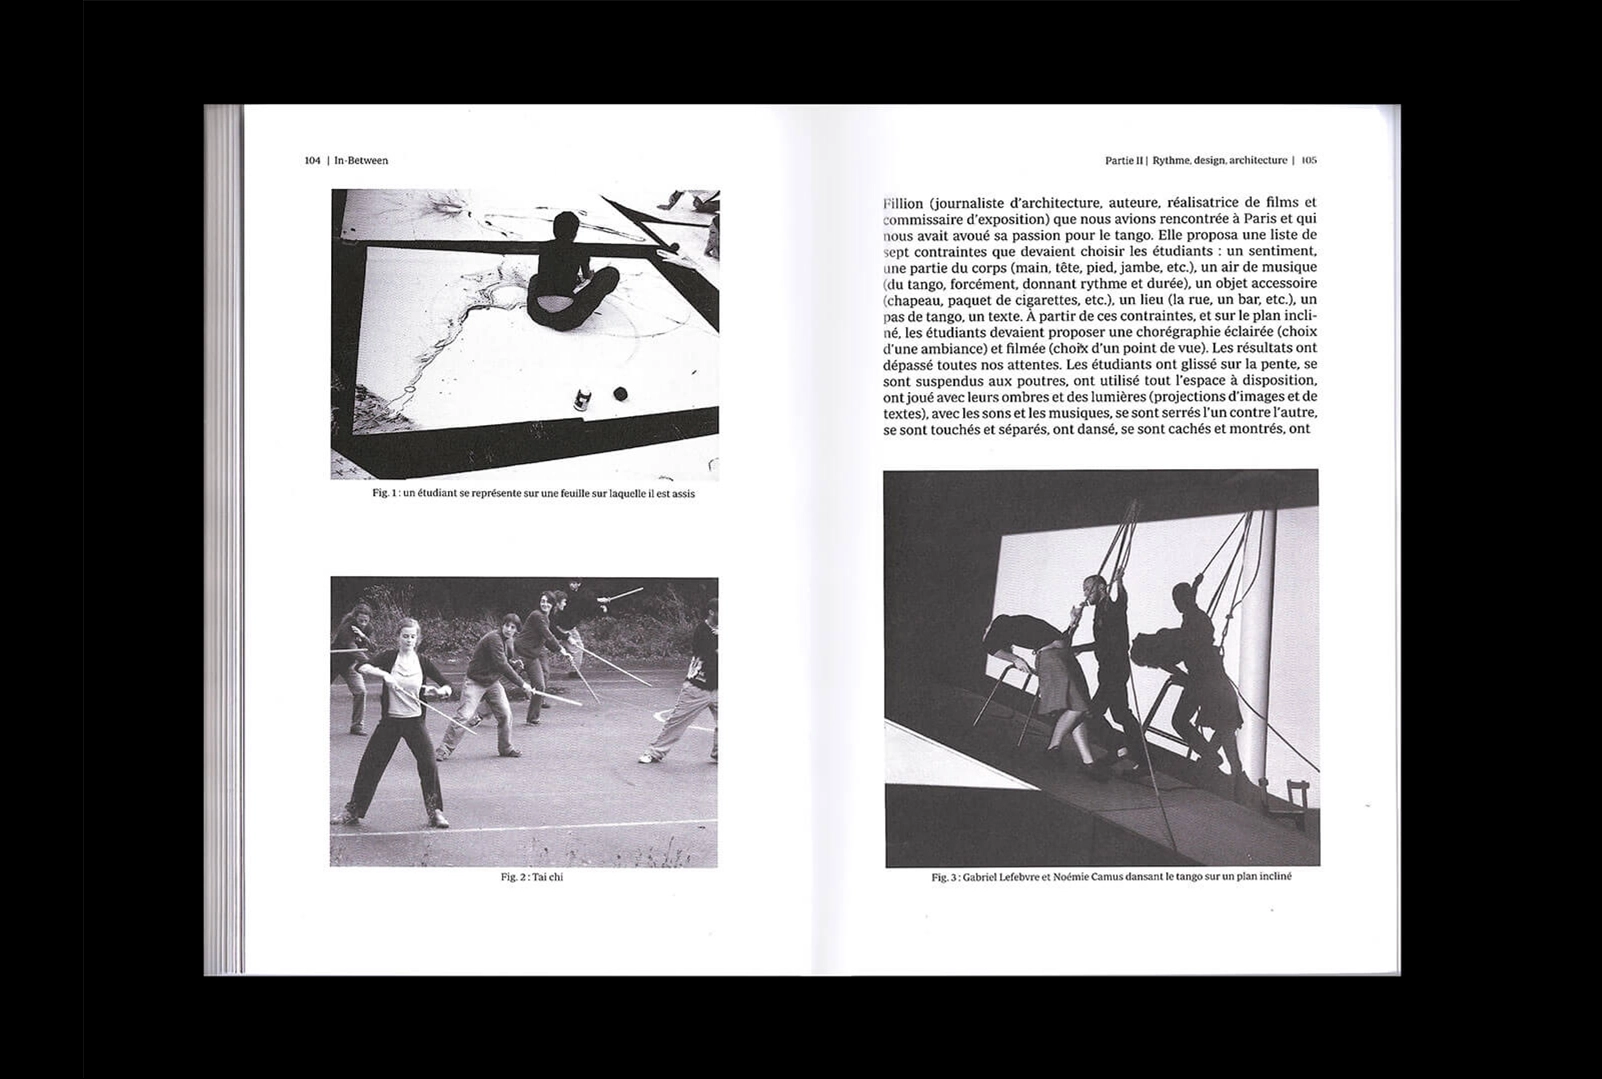 104 | In-Between
Fig. 1 : un étudiant se représente sur une feuille sur laquelle il est assis
Fig. 2 : Tai chi
Partie II | Rythme, design, architecture | 105
Fillion (journaliste d'architecture, auteure, réalisatrice de films et
commissaire d'exposition) que nous avions rencontrée à Paris et qui
nous avait avoué sa passion pour le tango. Elle proposa une liste de
sept contraintes que devaient choisir les étudiants : un sentiment,
une partie du corps (main, tête, pied, jambe, etc.), un air de musique
(du tango, forcément, donnant rythme et durée), un objet accessoire
(chapeau, paquet de cigarettes, etc.), un lieu (la rue, un bar, etc.), un
pas de tango, un texte. À partir de ces contraintes, et sur le plan incli-
né, les étudiants devaient proposer une chorégraphie éclairée (choix
d'une ambiance) et filmée (choix d'un point de vue). Les résultats ont
dépassé toutes nos attentes. Les étudiants ont glissé sur la pente, se
sont suspendus aux poutres, ont utilisé tout l'espace à disposition,
ont joué avec leurs ombres et des lumières (projections d'images et de
textes), avec les sons et les musiques, se sont serrés l'un contre l'autre,
se sont touchés et séparés, ont dansé, se sont cachés et montrés, ont
Fig. 3 : Gabriel Lefebvre et Noémie Camus dansant le tango sur un plan incliné